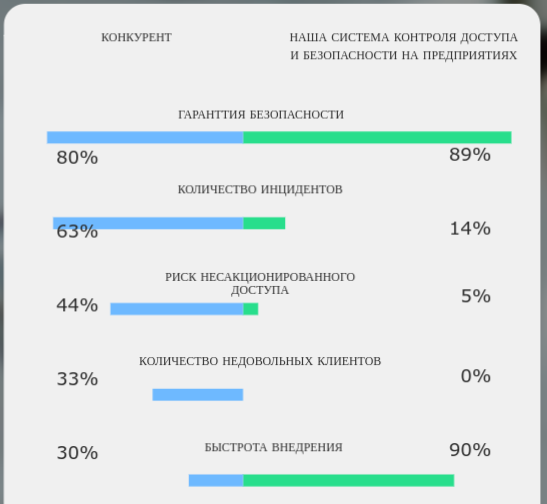 КОНКУРЕНТ
НАША СИСТЕМА КОНТРОЛЯ ДОСТУПА
И БЕЗОПАСНОСТИ НА ПРЕДПРИЯТИЯХ
ГАРАНТТИЯ БЕЗОПАСНОСТИ
80%
89%
КОЛИЧЕСТВО ИНЦИДЕНТОВ
63%
14%
РИСК НЕСАКЦИОНИРОВАННОГО
ДОСТУПА
44%
5%
КОЛИЧЕСТВО НЕДОВОЛЬНЫХ КЛИЕНТОВ
33%
0%
БЫСТРОТА ВНЕДРЕНИЯ
30%
90%